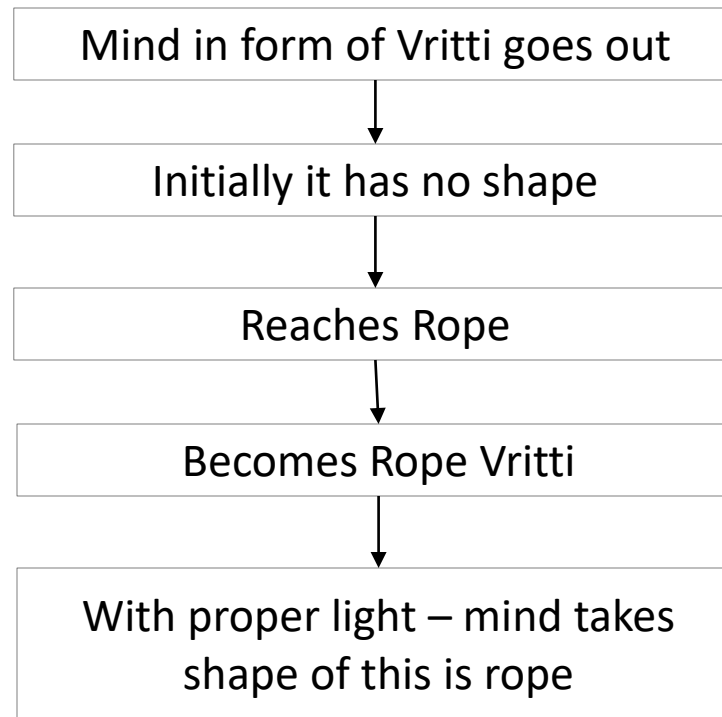 Mind in form of Vritti goes out
Initially it has no shape
Reaches Rope
Becomes Rope Vritti
With proper light – mind takes
shape of this is rope